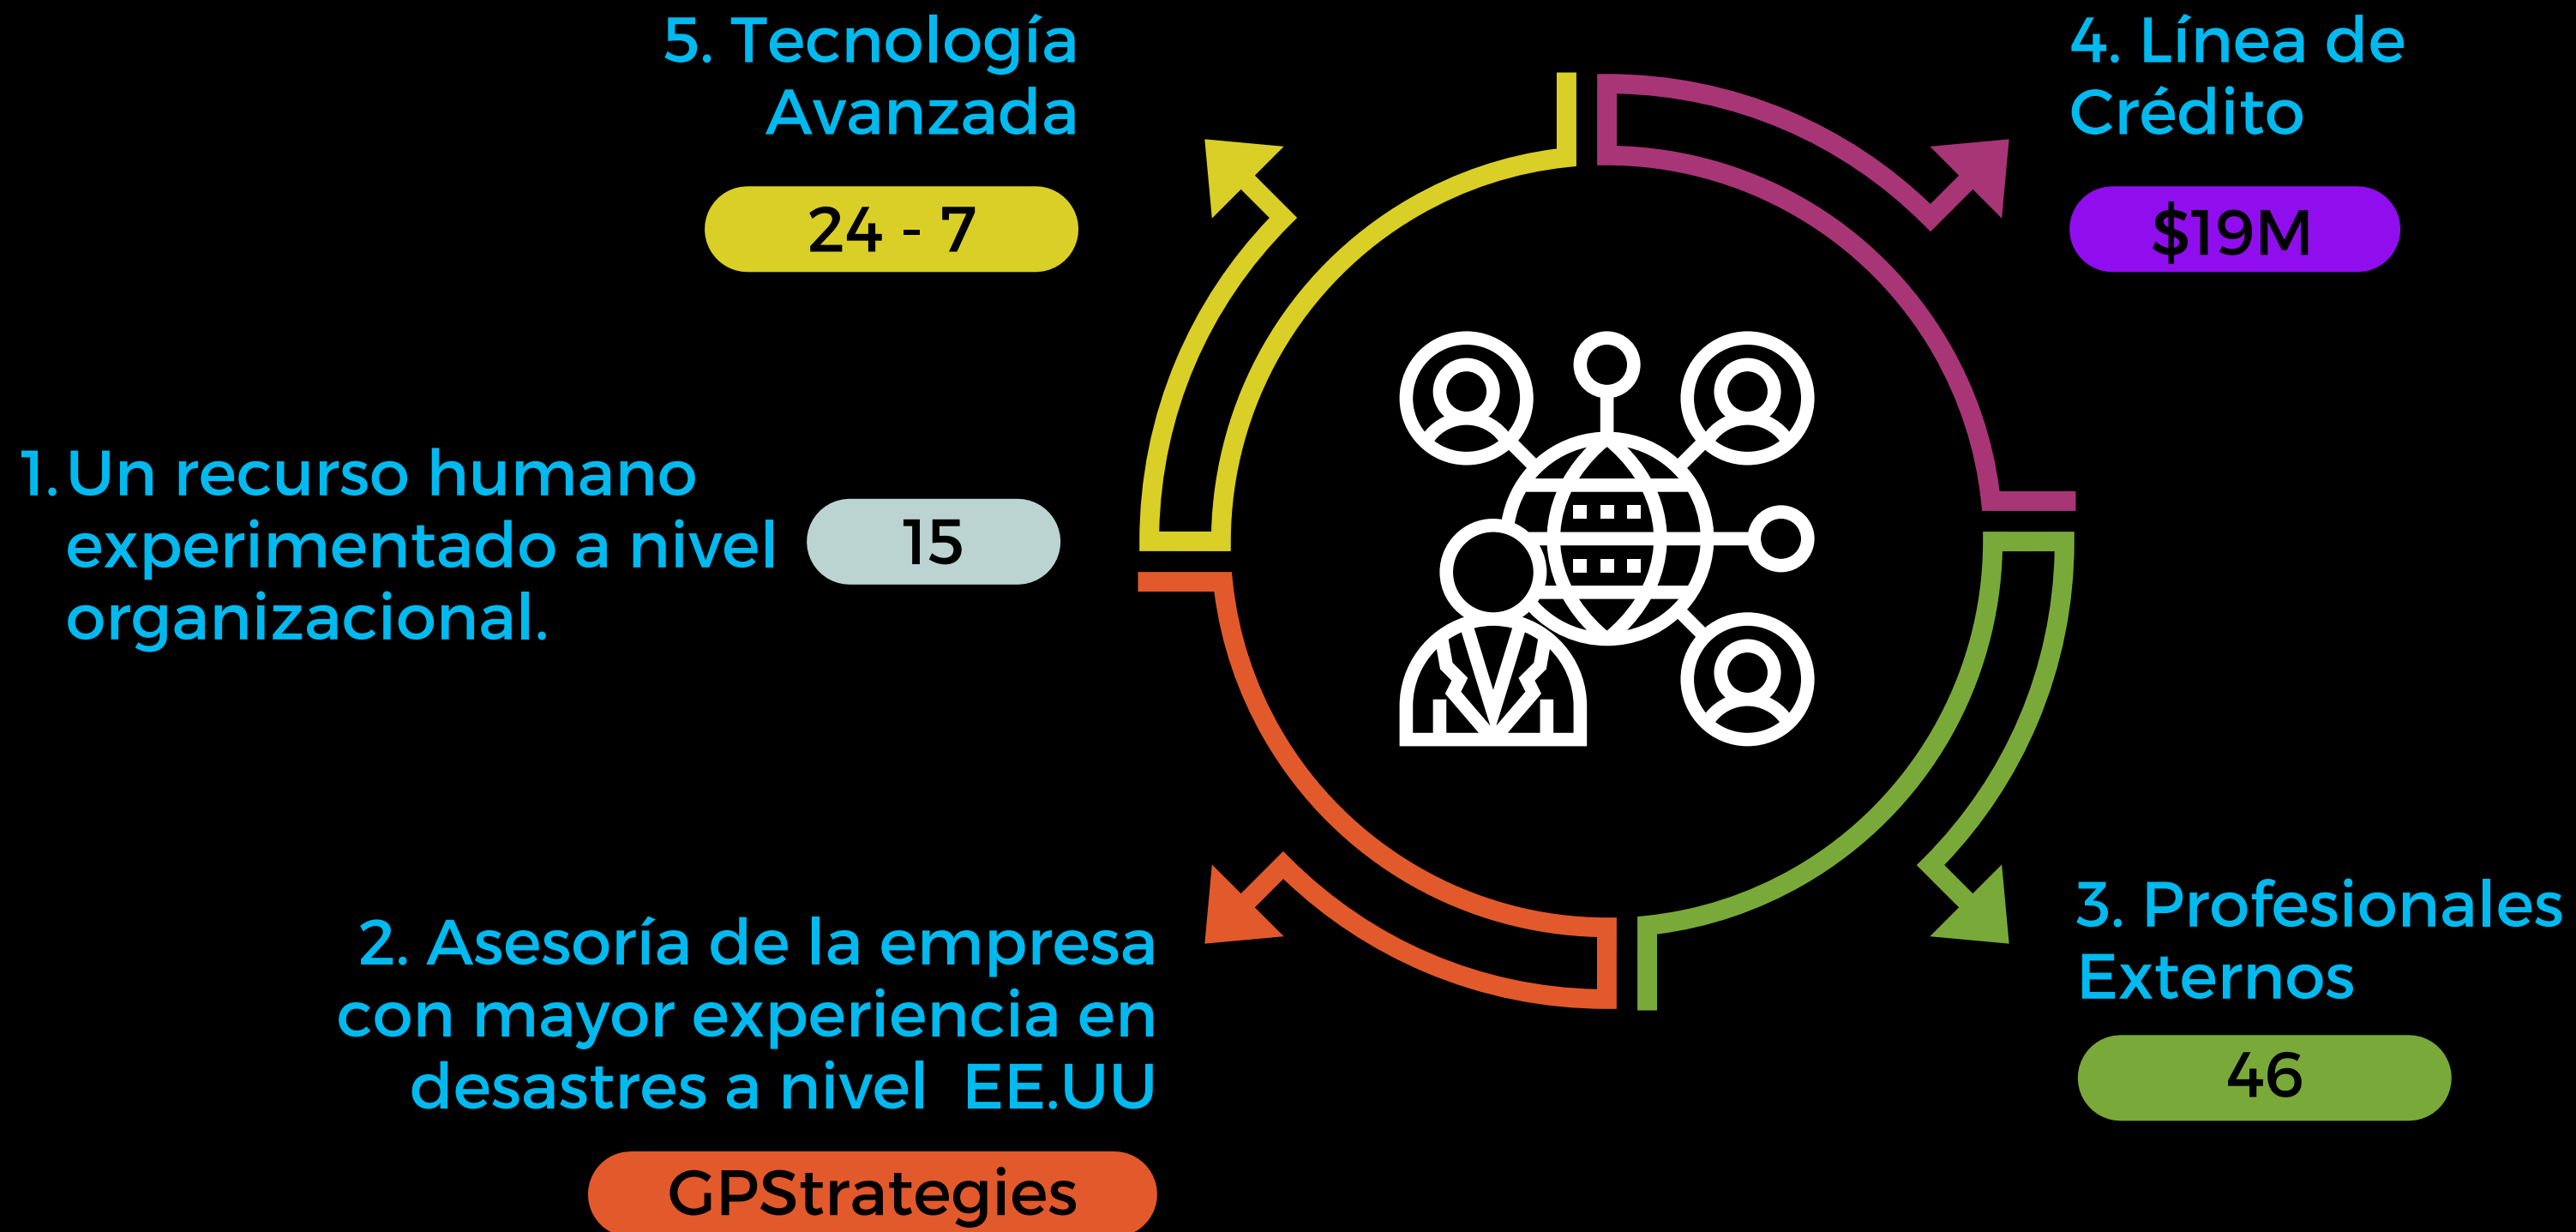 5. Tecnología
Avanzada
24 - 7
4. Línea de
Crédito
$19M
1. Un recurso humano
experimentado a nivel
organizacional.
15
2. Asesoría de la empresa
con mayor experiencia en
desastres a nivel EE.UU
GPStrategies
3. Profesionales
Externos
46